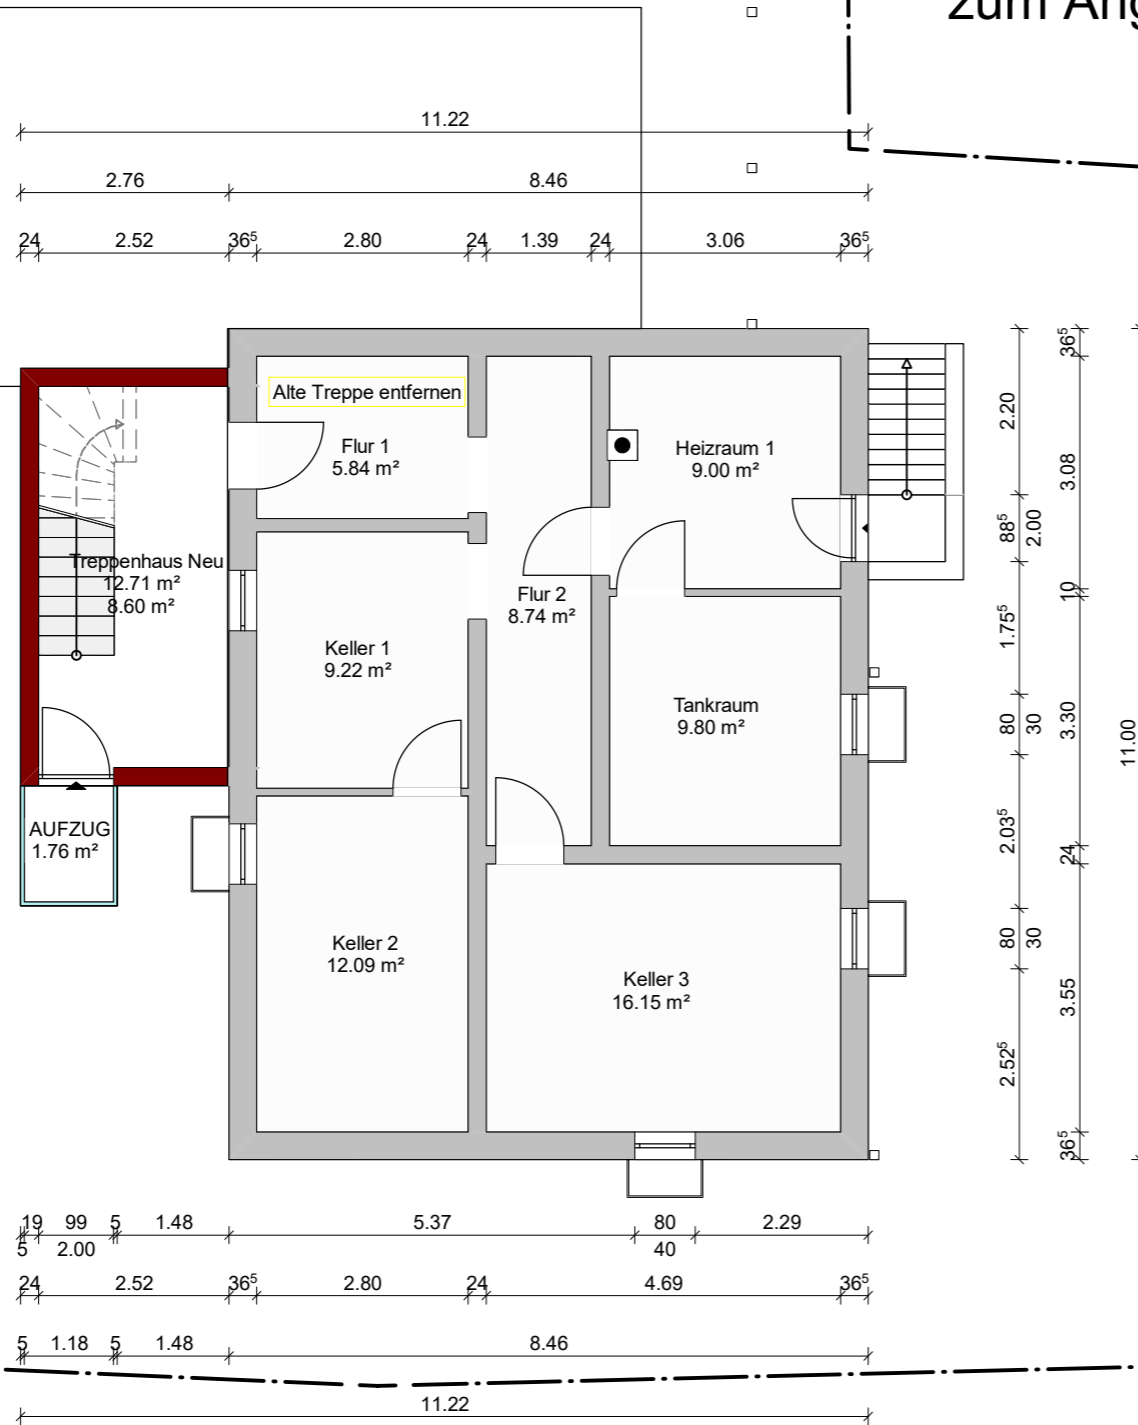 zum Ang
11.22
2.76 8.46
24 2.52 36⁵ 2.80 24 1.39 24 3.06 36⁵
Alte Treppe entfernen
Flur 1
5.84 m²
Heizraum 1
9.00 m²
Treppenhaus Neu
12.71 m²
8.60 m²
Flur 2
8.74 m²
Keller 1
9.22 m²
Tankraum
9.80 m²
AUFZUG
1.76 m²
Keller 2
12.09 m²
Keller 3
16.15 m²
2.20
88⁵
2.00
1.75⁵
80
30
2.03⁵
80
30
2.52⁵
36⁵
3.08
10
3.30
24
3.55
36⁵
11.00
19 99 5 1.48 5.37 80 2.29
5 2.00 40
24 2.52 36⁵ 2.80 24 4.69 36⁵
5 1.18 5 1.48 8.46
11.22